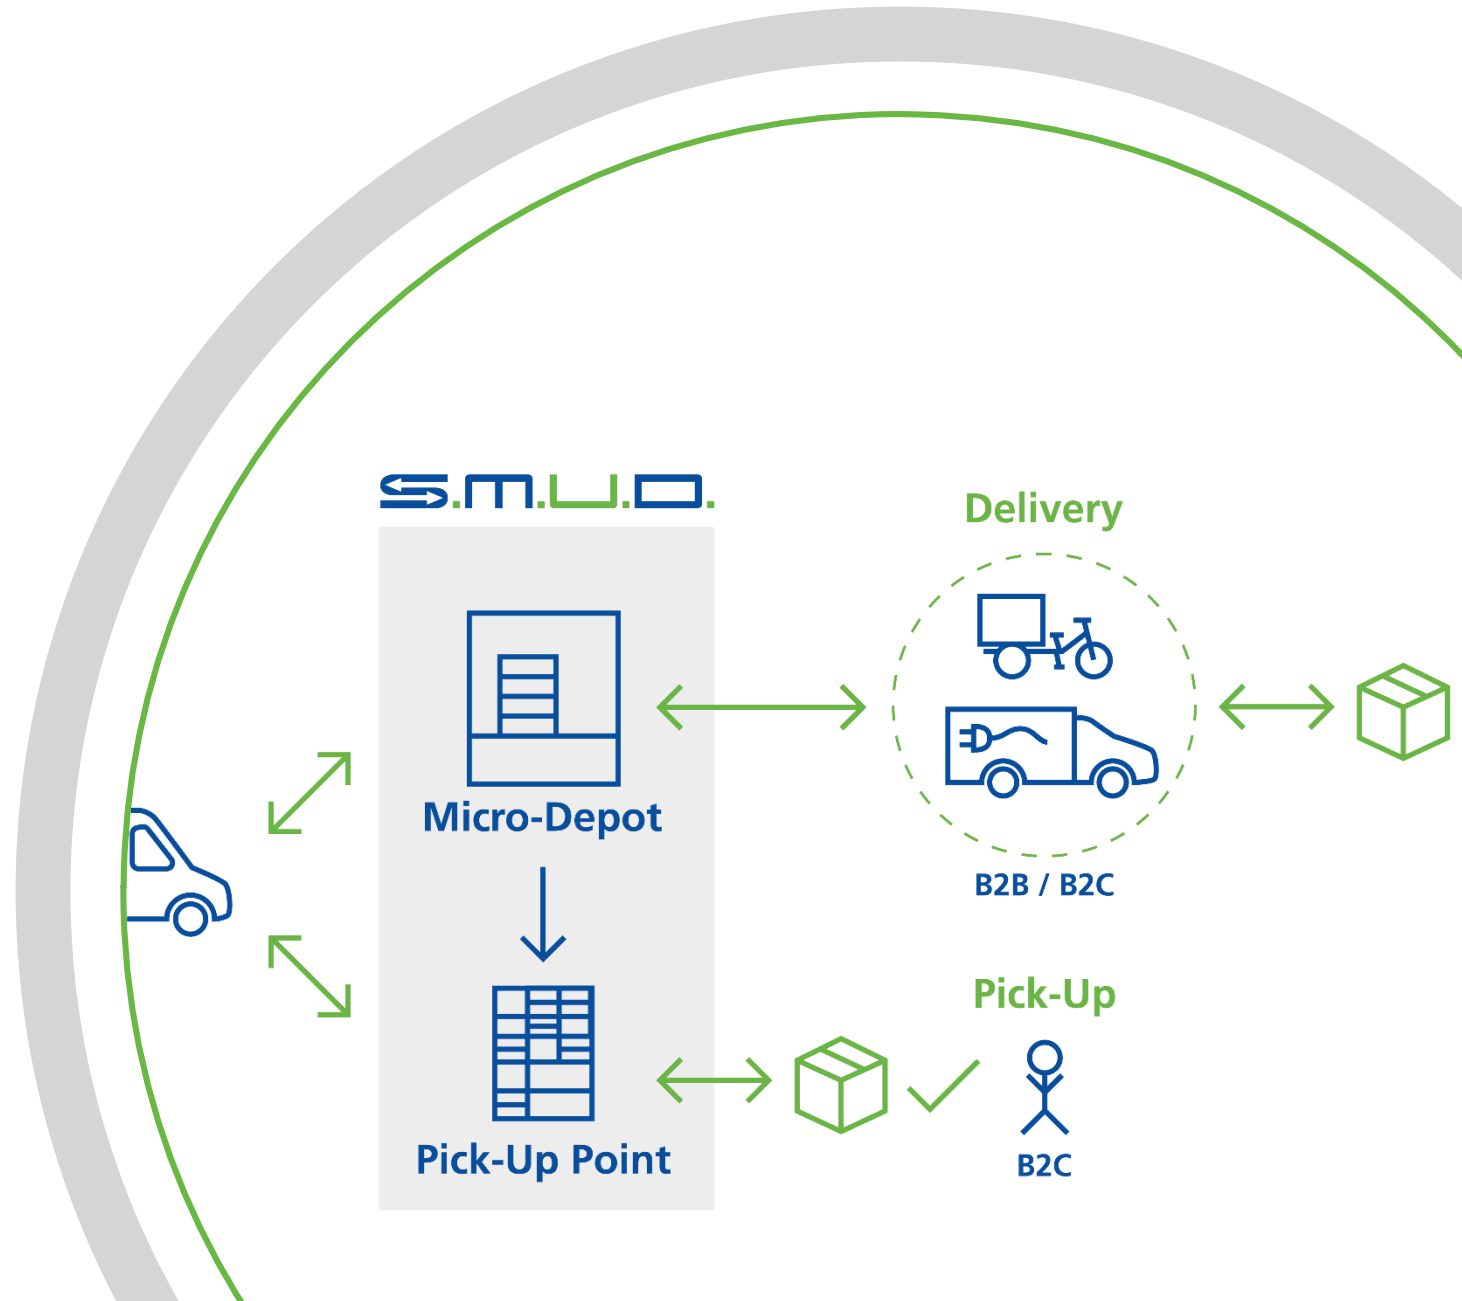 S.M.U.D.
Delivery
Micro-Depot
B2B / B2C
Pick-Up
Pick-Up Point
B2C